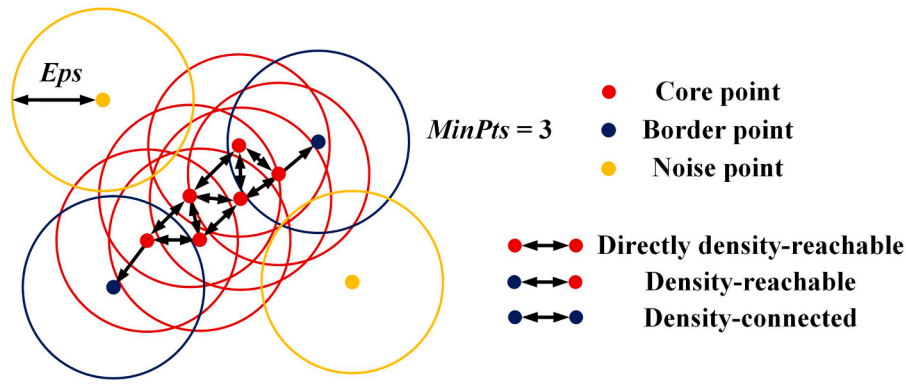 Eps
MinPts = 3
Core point
Border point
Noise point
Directly density-reachable
Density-reachable
Density-connected